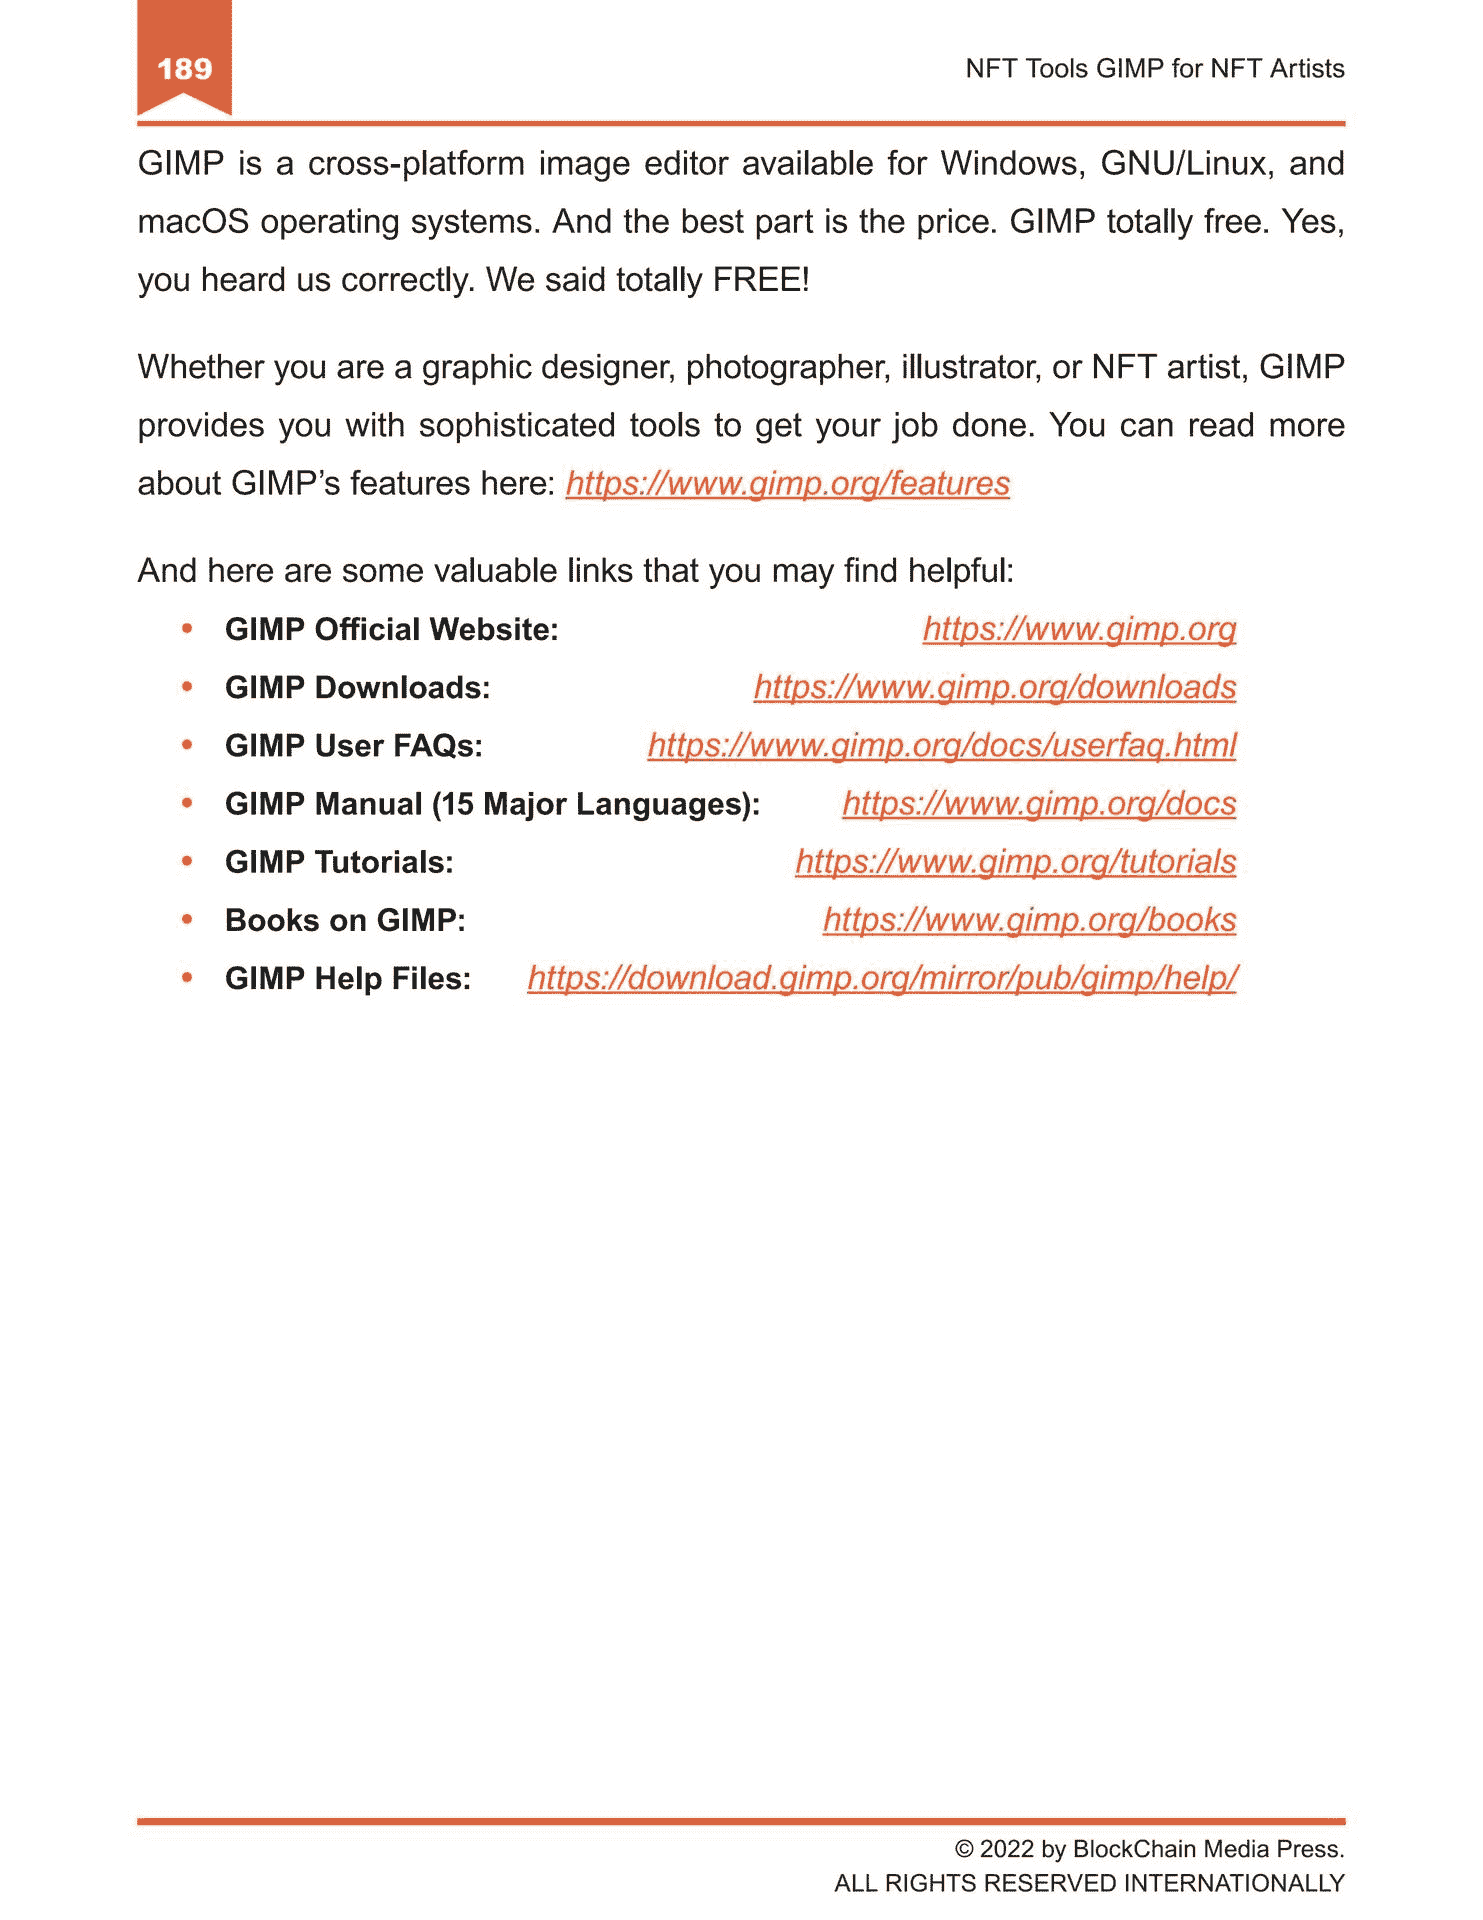 189
NFT Tools GIMP for NFT Artists
GIMP is a cross-platform image editor available for Windows, GNU/Linux, and
macOS operating systems. And the best part is the price. GIMP totally free. Yes,
you heard us correctly. We said totally FREE!
Whether you are a graphic designer, photographer, illustrator, or NFT artist, GIMP
provides you with sophisticated tools to get your job done. You can read more
about GIMP’s features here: https://www.gimp.org/features
And here are some valuable links that you may find helpful:
• GIMP Official Website: https://www.gimp.org
• GIMP Downloads: https://www.gimp.org/downloads
• GIMP User FAQs: https://www.gimp.org/docs/userfaq.html
• GIMP Manual (15 Major Languages): https://www.gimp.org/docs
• GIMP Tutorials: https://www.gimp.org/tutorials
• Books on GIMP: https://www.gimp.org/books
• GIMP Help Files: https://download.gimp.org/mirror/pub/gimp/help/
© 2022 by BlockChain Media Press.
ALL RIGHTS RESERVED INTERNATIONALLY